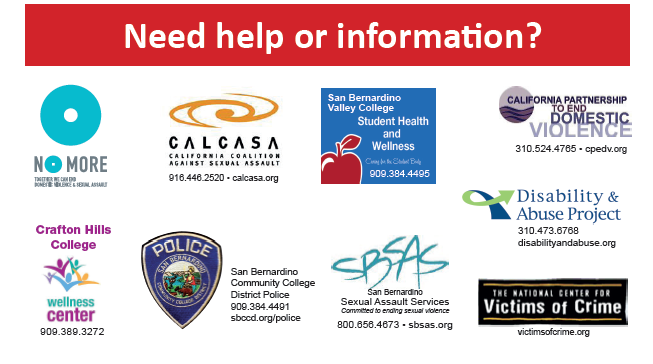 Need help or information?
NO MORE
TOGETHER WE CAN END
DOMESTIC VIOLENCE & SEXUAL ASSAULT
CALCASA
CALIFORNIA COALITION
AGAINST SEXUAL ASSAULT
916.446.2520 • calcasa.org
San Bernardino
Valley College
Student Health
and
Wellness
Caring for the Student Body
909.384.4495
CALIFORNIA PARTNERSHIP
TO END
DOMESTIC
VIOLENCE
310.524.4765 • cpedv.org
Disability &
Abuse Project
310.473.6768
disabilityandabuse.org
Crafton Hills
College
wellness
center
909.389.3272
POLICE
SAN BERNARDINO
COMMUNITY COLLEGE DISTRICT
San Bernardino
Community College
District Police
909.384.4491
sbccd.org/police
SBSAS
San Bernardino
Sexual Assault Services
Committed to ending sexual violence
800.656.4673 • sbsas.org
THE NATIONAL CENTER FOR
Victims of Crime
victimsofcrime.org